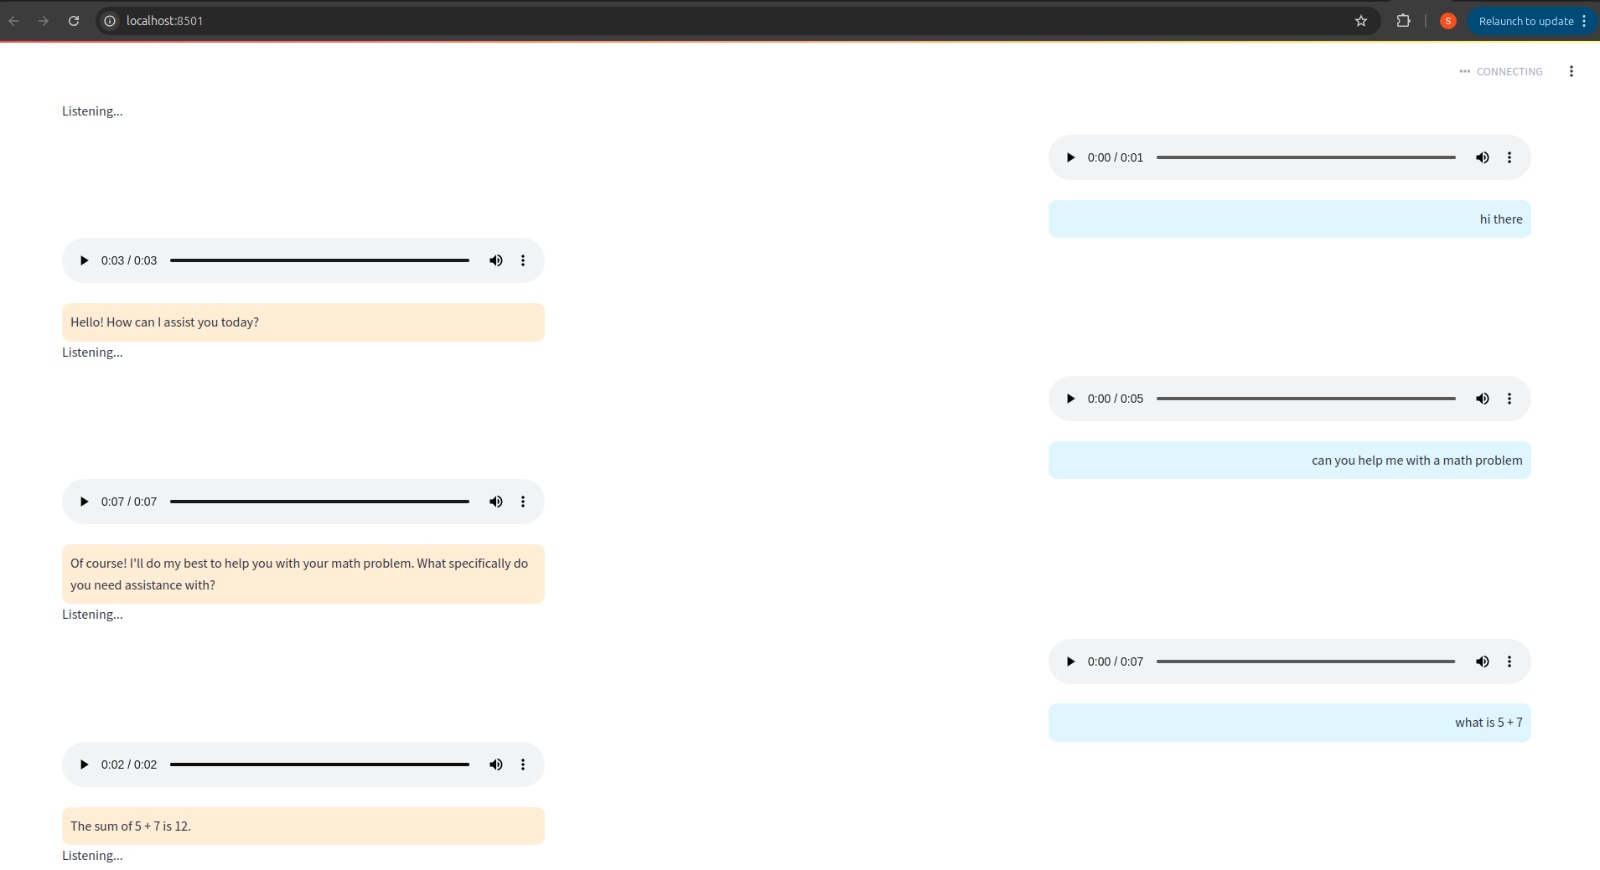 localhost:8501
S
Relaunch to update
CONNECTING
Listening...
0:00 / 0:01
hi there
0:03 / 0:03
Hello! How can I assist you today?
Listening...
0:00 / 0:05
can you help me with a math problem
0:07 / 0:07
Of course! I'll do my best to help you with your math problem. What specifically do
you need assistance with?
Listening...
0:00 / 0:07
what is 5 + 7
0:02 / 0:02
The sum of 5 + 7 is 12.
Listening...